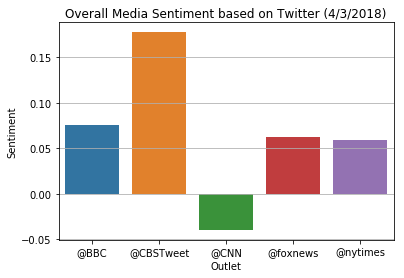 Overall Media Sentiment based on Twitter (4/3/2018)
Sentiment
0.15
0.10
0.05
0.00
−0.05
@BBC @CBSTweet @CNN @foxnews @nytimes
Outlet